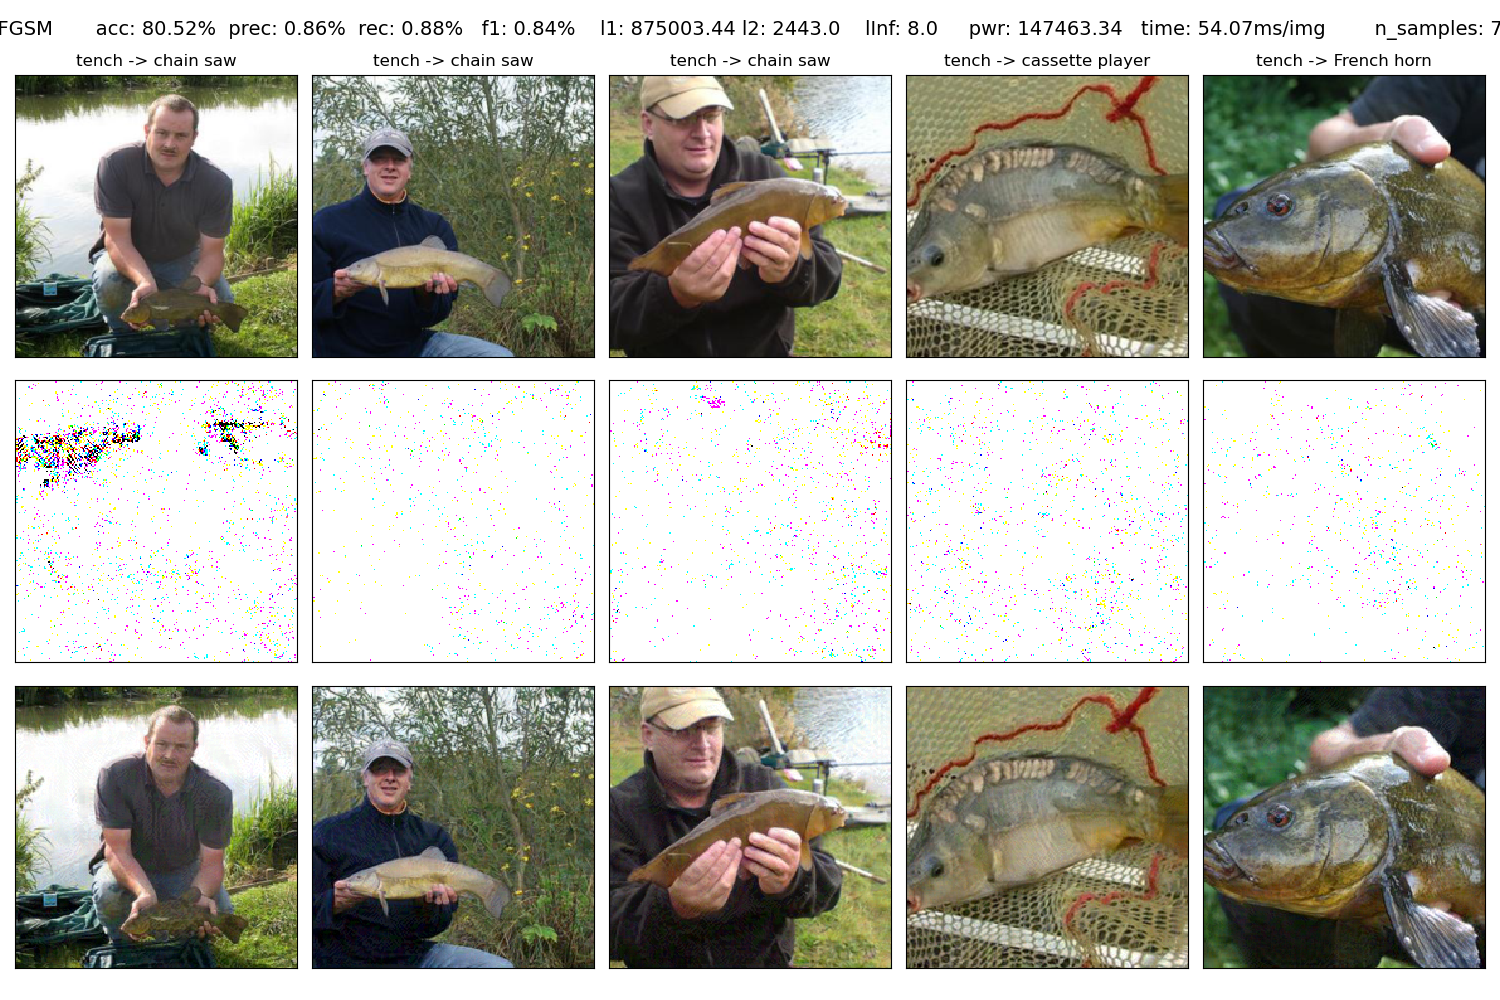 FGSM acc: 80.52% prec: 0.86% rec: 0.88% f1: 0.84% l1: 875003.44 l2: 2443.0 lInf: 8.0 pwr: 147463.34 time: 54.07ms/img n_samples: 7
tench -> chain saw
tench -> chain saw
tench -> chain saw
tench -> cassette player
tench -> French horn